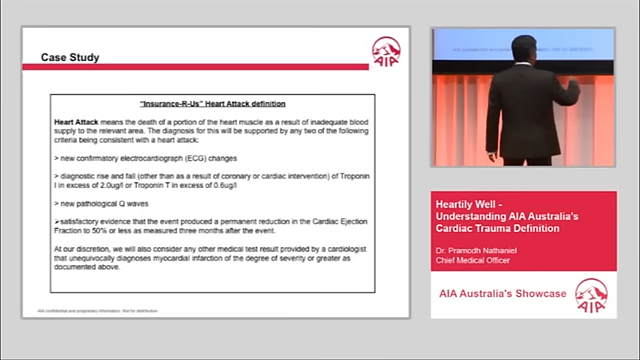 Case Study
AIA
"Insurance-R-Us" Heart Attack definition
Heart Attack means the death of a portion of the heart muscle as a result of inadequate blood
supply to the relevant area. The diagnosis for this will be supported by any two of the following
criteria being consistent with a heart attack:
> new confirmatory electrocardiograph (ECG) changes
> diagnostic rise and fall (other than as a result of coronary or cardiac intervention) of Troponin
I in excess of 2.0ug/l or Troponin T in excess of 0.6ug/l
> new pathological Q waves
➢satisfactory evidence that the event produced a permanent reduction in the Cardiac Ejection
Fraction to 50% or less as measured three months after the event.
At our discretion, we will also consider any other medical test result provided by a cardiologist
that unequivocally diagnoses myocardial infarction of the degree of severity or greater as
documented above.
AIA confidential and proprietary information. Not for distribution.
Heartily Well -
Understanding AIA Australia's
Cardiac Trauma Definition
Dr. Pramodh Nathaniel
Chief Medical Officer
AIA Australia's Showcase
AIA